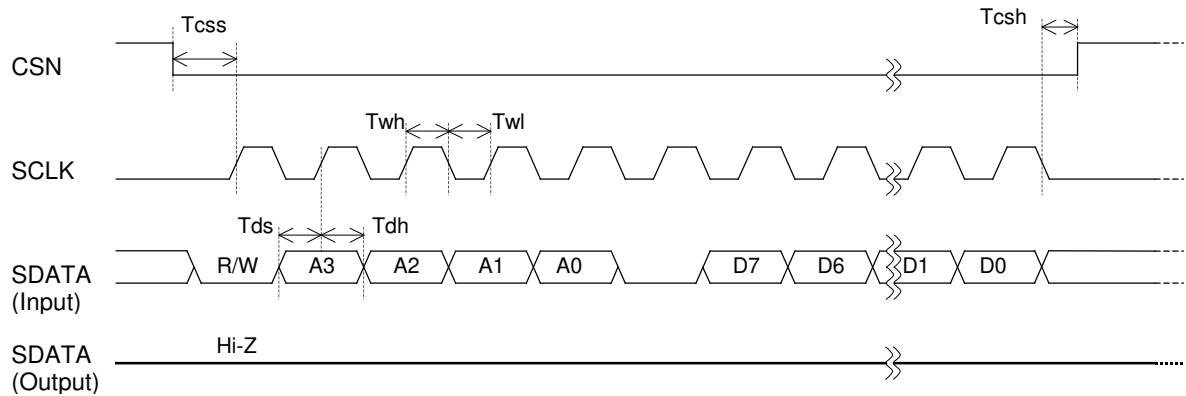 Tcss
Tcsh
CSN
Twh
Twl
SCLK
Tds
Tdh
SDATA
(Input)
R/W
A3
A2
A1
A0
D7
D6
D1
D0
SDATA
(Output)
Hi-Z